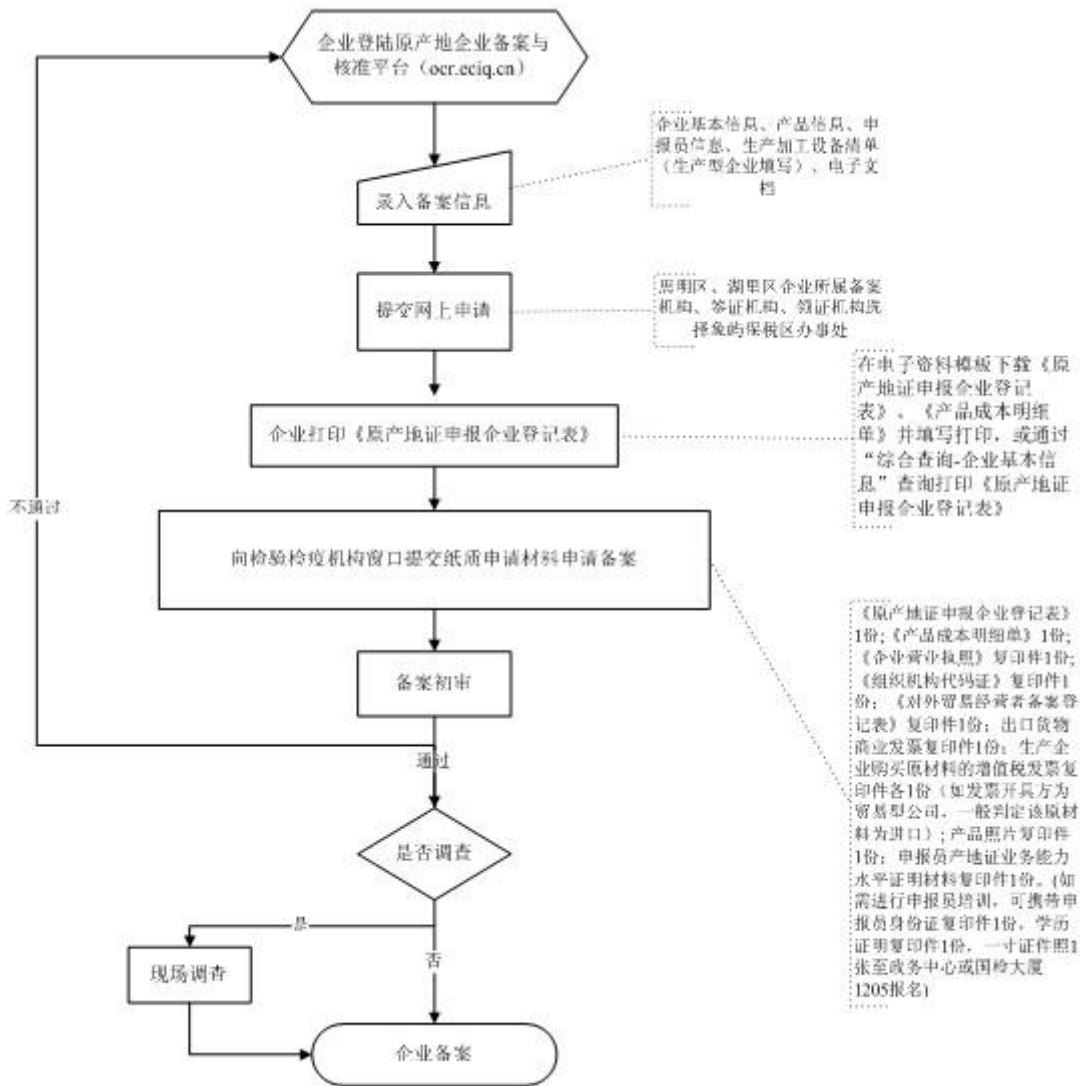 企业登陆原产地企业备案与
核准平台（ocr.eciq.cn）
企业基本信息、产品信息、申
报员信息、生产加工设备清单
（生产型企业填写）、电子文
档
录入备案信息
提交网上申请
思明区、湖里区企业所属备案
机构、签证机构、领证机构选
择象屿保税区办事处
企业打印《原产地证申报企业登记表》
在电子资料模板下载《原
产地证申报企业登记
表》、《产品成本明细
单》并填写打印，或通过
“综合查询-企业基本信
息”查询打印《原产地证
申报企业登记表》
不通过
向检验检疫机构窗口提交纸质申请材料申请备案
《原产地证申报企业登记表》
1份;《产品成本明细单》1份;
《企业营业执照》复印件1份;
《组织机构代码证》复印件1
份；《对外贸易经营者备案登
记表》复印件1份；出口货物
商业发票复印件1份；生产企
业购买原材料的增值税发票复
印件各1份（如发票开具方为
贸易型公司，一般判定该原材
料为进口）;产品照片复印件
1份；申报员产地证业务能力
水平证明材料复印件1份。(如
需进行申报员培训，可携带申
报员身份证复印件1份，学历
证明复印件1份，一寸证件照1
张至政务中心或国检大厦
1205报名)
备案初审
通过
是否调查
是
否
现场调查
企业备案